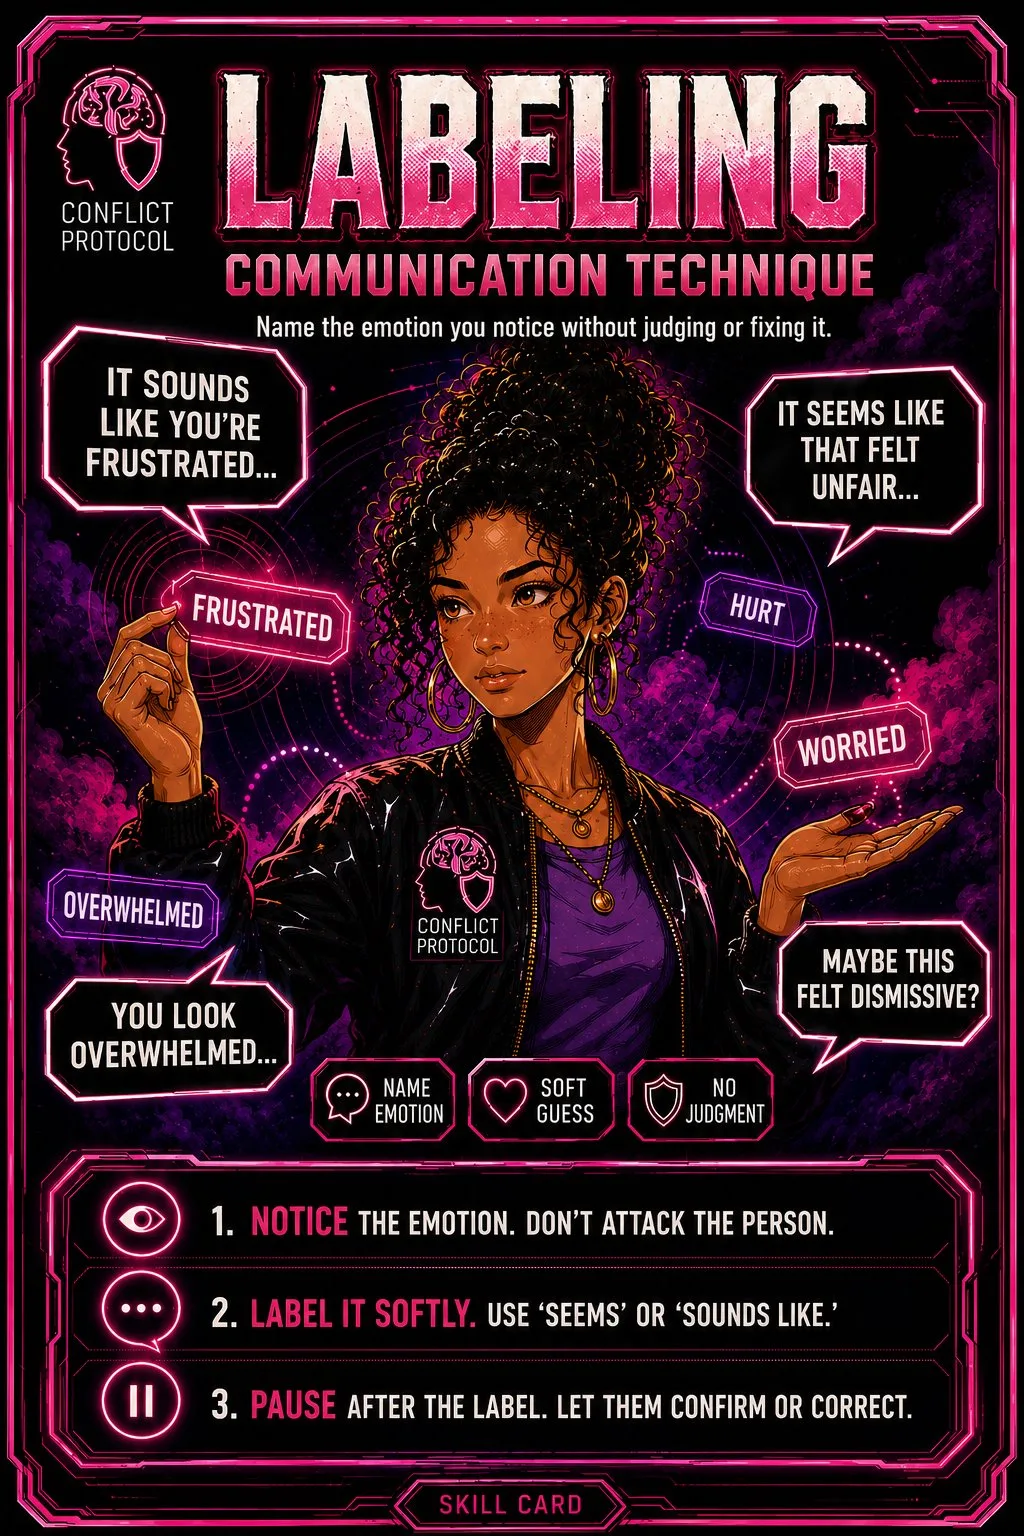 CONFLICT
PROTOCOL
LABELING
COMMUNICATION TECHNIQUE
Name the emotion you notice without judging or fixing it.
IT SOUNDS
LIKE YOU'RE
FRUSTRATED...
IT SEEMS LIKE
THAT FELT
UNFAIR...
FRUSTRATED
HURT
WORRIED
OVERWHELMED
CONFLICT
PROTOCOL
YOU LOOK
OVERWHELMED...
MAYBE THIS
FELT DISMISSIVE?
NAME
EMOTION
SOFT
GUESS
NO
JUDGMENT
1. NOTICE THE EMOTION. DON'T ATTACK THE PERSON.
2. LABEL IT SOFTLY. USE 'SEEMS' OR 'SOUNDS LIKE.'
3. PAUSE AFTER THE LABEL. LET THEM CONFIRM OR CORRECT.
SKILL CARD